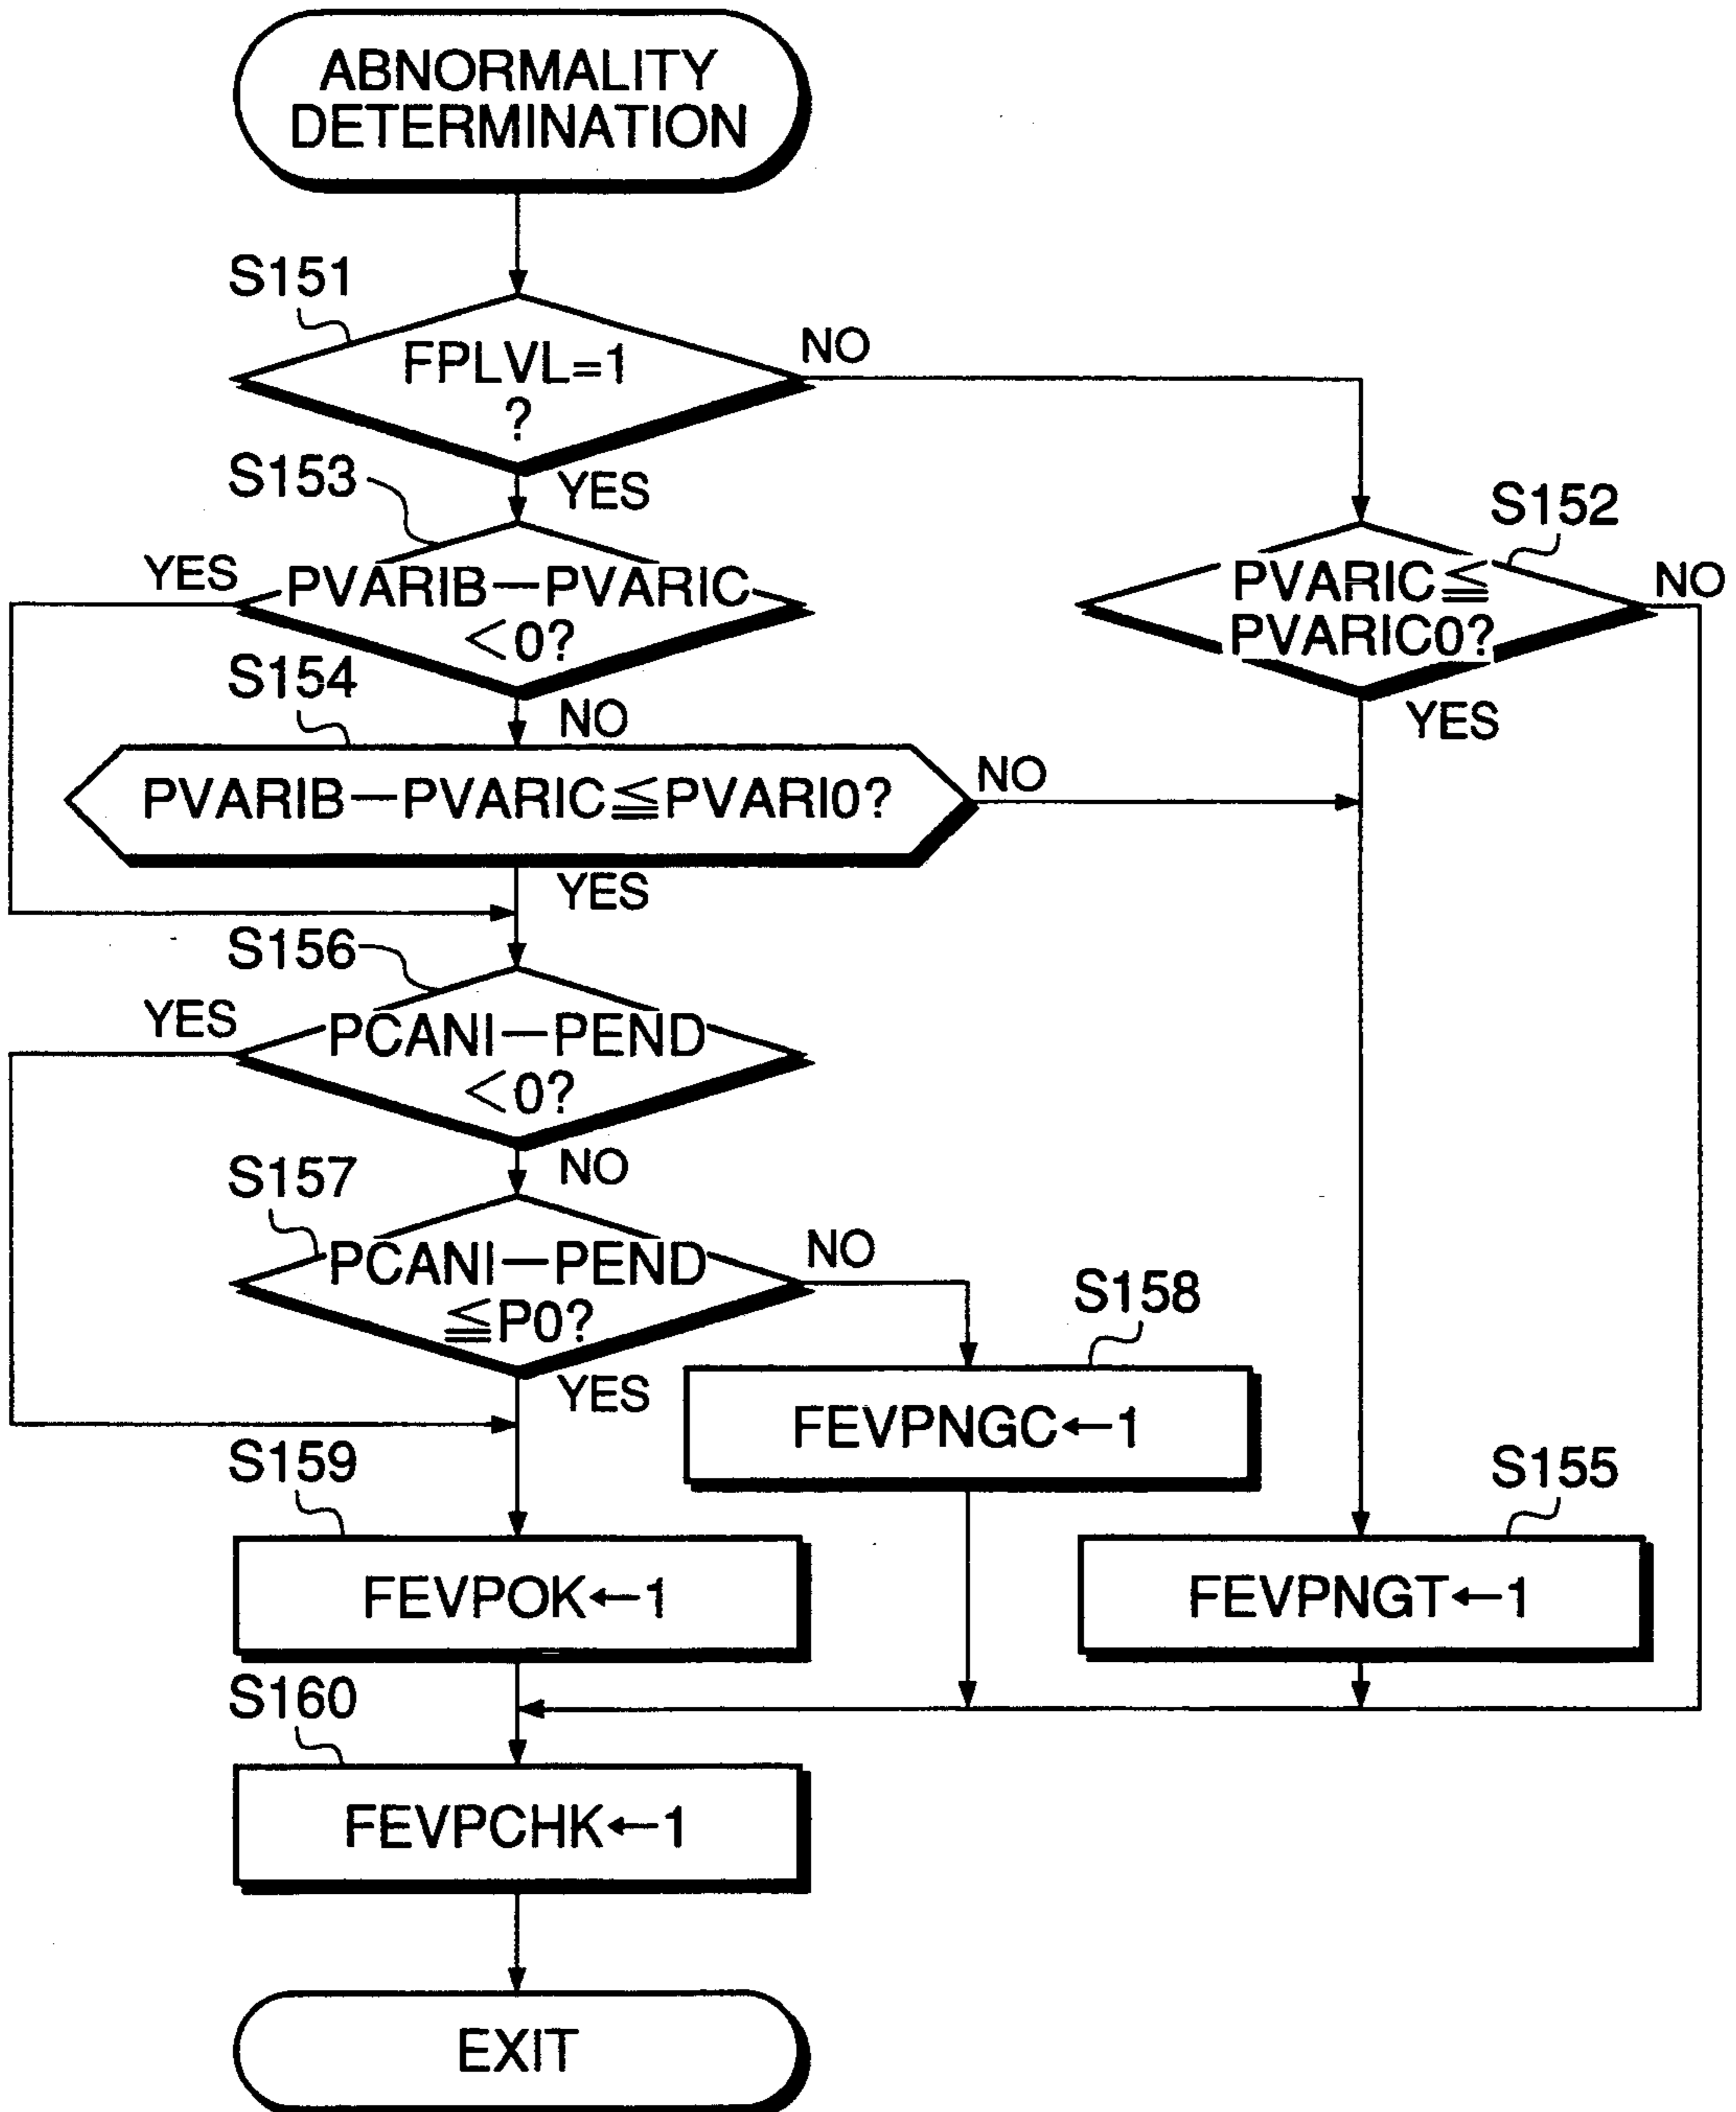 ABNORMALITY
DETERMINATION
S151
FPLVL=1
?
NO
YES
S153
YES
PVARIB—PVARIC
<0?
NO
S152
PVARIC≦
PVARIC0?
NO
YES
S154
PVARIB—PVARIC≦PVARI0?
NO
YES
S156
YES
PCANI—PEND
<0?
NO
S157
PCANI—PEND
≦P0?
NO
YES
S158
FEVPNGC←1
S159
FEVPOK←1
S155
FEVPNGT←1
S160
FEVPCHK←1
EXIT